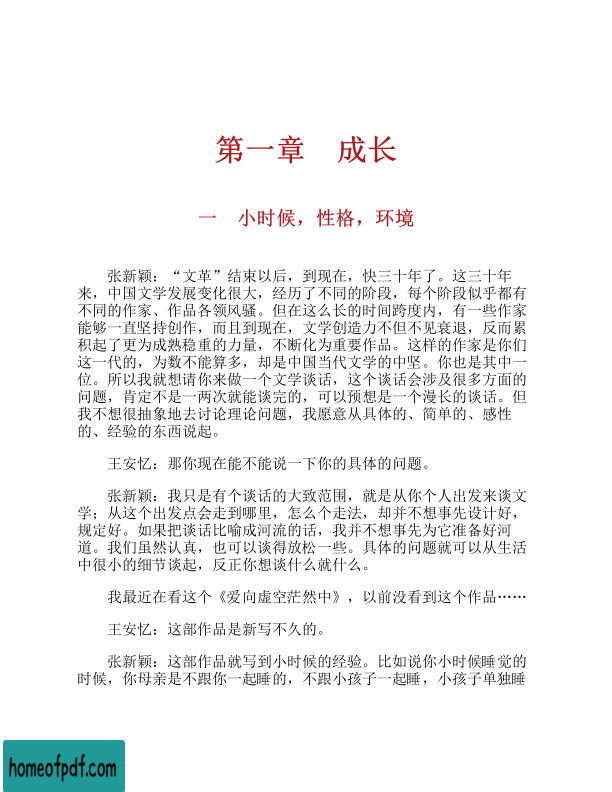 第一章　成长
一　小时候，性格，环境
张新颖：“文革”结束以后，到现在，快三十年了。这三十年
来，中国文学发展变化很大，经历了不同的阶段，每个阶段似乎都有
不同的作家、作品各领风骚。但在这么长的时间跨度内，有一些作家
能够一直坚持创作，而且到现在，文学创造力不但不见衰退，反而累
积起了更为成熟稳重的力量，不断化为重要作品。这样的作家是你们
这一代的，为数不能算多，却是中国当代文学的中坚。你也是其中一
位。所以我就想请你来做一个文学谈话，这个谈话会涉及很多方面的
问题，肯定不是一两次就能谈完的，可以预想是一个漫长的谈话。但
我不想很抽象地去讨论理论问题，我愿意从具体的、简单的、感性
的、经验的东西说起。
王安忆：那你现在能不能说一下你的具体的问题。
张新颖：我只是有个谈话的大致范围，就是从你个人出发来谈文
学；从这个出发点会走到哪里，怎么个走法，却并不想事先设计好，
规定好。如果把谈话比喻成河流的话，我并不想事先为它准备好河
道。我们虽然认真，也可以谈得放松一些。具体的问题就可以从生活
中很小的细节谈起，反正你想谈什么就什么。
我最近在看这个《爱向虚空茫然中》，以前没看到这个作品……
王安忆：这部作品是新写不久的。
张新颖：这部作品就写到小时候的经验。比如说你小时候睡觉的
时候，你母亲是不跟你一起睡的，不跟小孩子一起睡，小孩子单独睡
homeofpdf.com